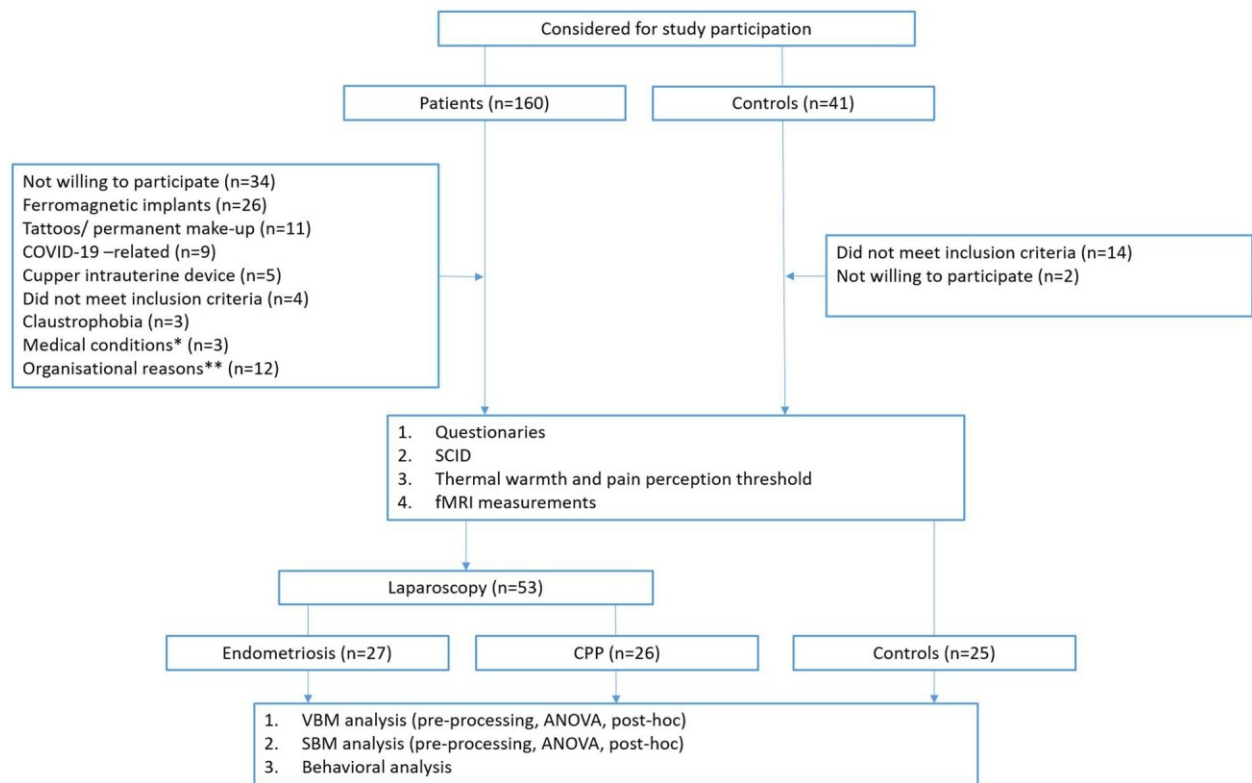 Considered for study participation
Patients (n=160)
Controls (n=41)
Not willing to participate (n=34)
Ferromagnetic implants (n=26)
Tattoos/ permanent make-up (n=11)
COVID-19 –related (n=9)
Cupper intrauterine device (n=5)
Did not meet inclusion criteria (n=4)
Claustrophobia (n=3)
Medical conditions* (n=3)
Organisational reasons** (n=12)
Did not meet inclusion criteria (n=14)
Not willing to participate (n=2)
1. Questionaries
2. SCID
3. Thermal warmth and pain perception threshold
4. fMRI measurements
Laparoscopy (n=53)
Endometriosis (n=27)
CPP (n=26)
Controls (n=25)
1. VBM analysis (pre-processing, ANOVA, post-hoc)
2. SBM analysis (pre-processing, ANOVA, post-hoc)
3. Behavioral analysis